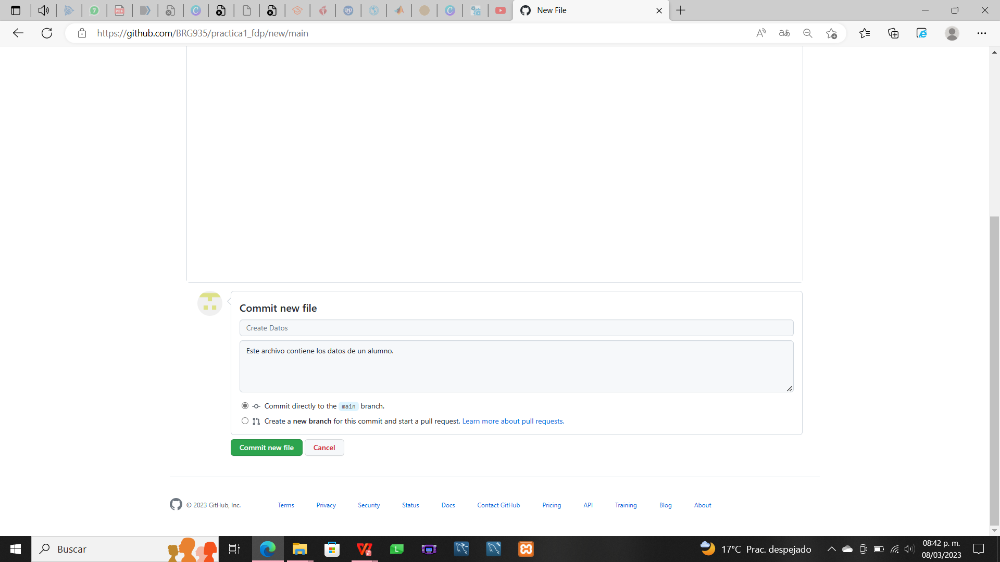 New File
https://github.com/BRG935/practica1_fdp/new/main
Commit new file
Create Datos
Este archivo contiene los datos de un alumno.
Commit directly to the main branch.
Create a new branch for this commit and start a pull request. Learn more about pull requests.
Commit new file Cancel
© 2023 GitHub, Inc. Terms Privacy Security Status Docs Contact GitHub Pricing API Training Blog About
Buscar
17°C Prac. despejado
08:42 p. m.
08/03/2023